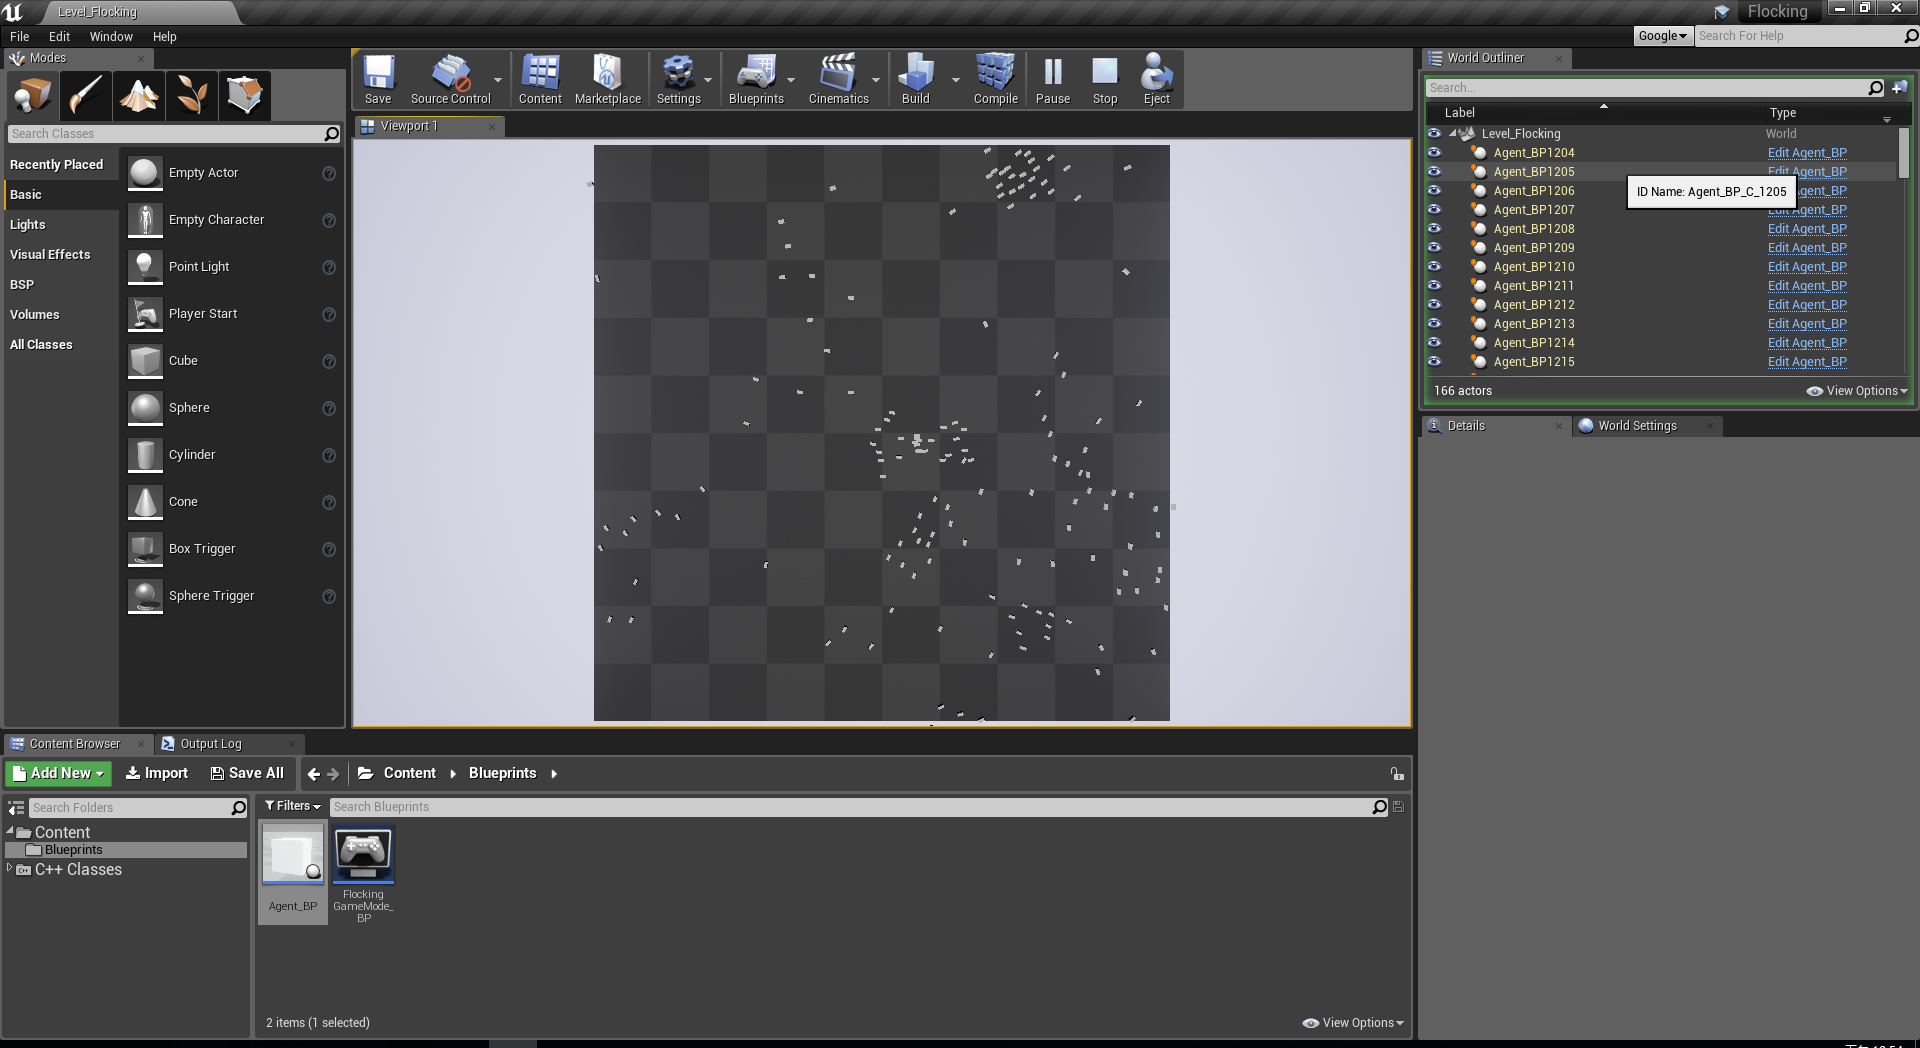 Level_Flocking
Flocking
File Edit Window Help
Google
Search For Help
Modes
Search Classes
Recently Placed
Basic
Lights
Visual Effects
BSP
Volumes
All Classes
Empty Actor
Empty Character
Point Light
Player Start
Cube
Sphere
Cylinder
Cone
Box Trigger
Sphere Trigger
Save
Source Control
Content
Marketplace
Settings
Blueprints
Cinematics
Build
Compile
Pause
Stop
Eject
Viewport 1
World Outliner
Search...
Label Type
Level_Flocking World
Agent_BP1204 Edit Agent_BP
Agent_BP1205 Edit Agent_BP
ID Name: Agent_BP_C_1205
Agent_BP1206 Agent_BP
Agent_BP1207 Edit Agent_BP
Agent_BP1208 Edit Agent_BP
Agent_BP1209 Edit Agent_BP
Agent_BP1210 Edit Agent_BP
Agent_BP1211 Edit Agent_BP
Agent_BP1212 Edit Agent_BP
Agent_BP1213 Edit Agent_BP
Agent_BP1214 Edit Agent_BP
Agent_BP1215 Edit Agent_BP
166 actors
View Options
Details
World Settings
Content Browser
Output Log
Add New
Import
Save All
Content
Blueprints
Search Folders
Content
Blueprints
C++ Classes
Filters
Search Blueprints
Agent_BP
Flocking
GameMode_
BP
2 items (1 selected)
View Options